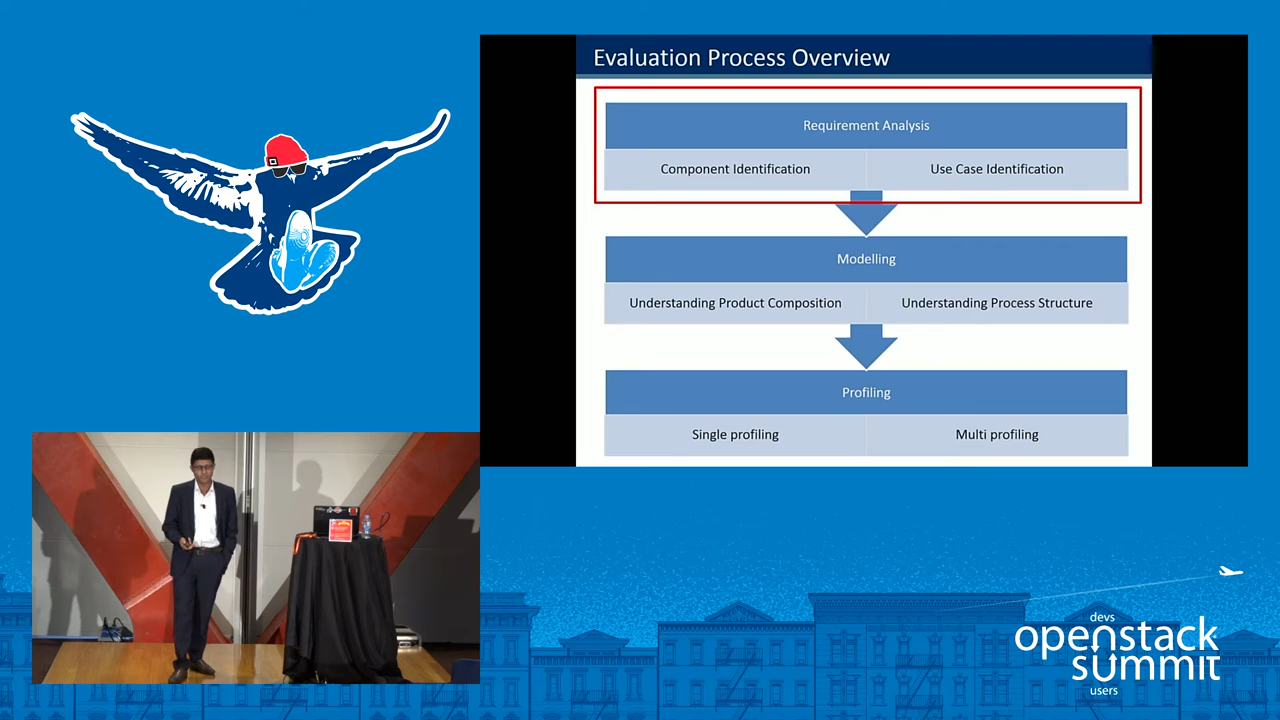 Evaluation Process Overview
Requirement Analysis
Component Identification
Use Case Identification
Modelling
Understanding Product Composition
Understanding Process Structure
Profiling
Single profiling
Multi profiling
devs
openstack
summit
users